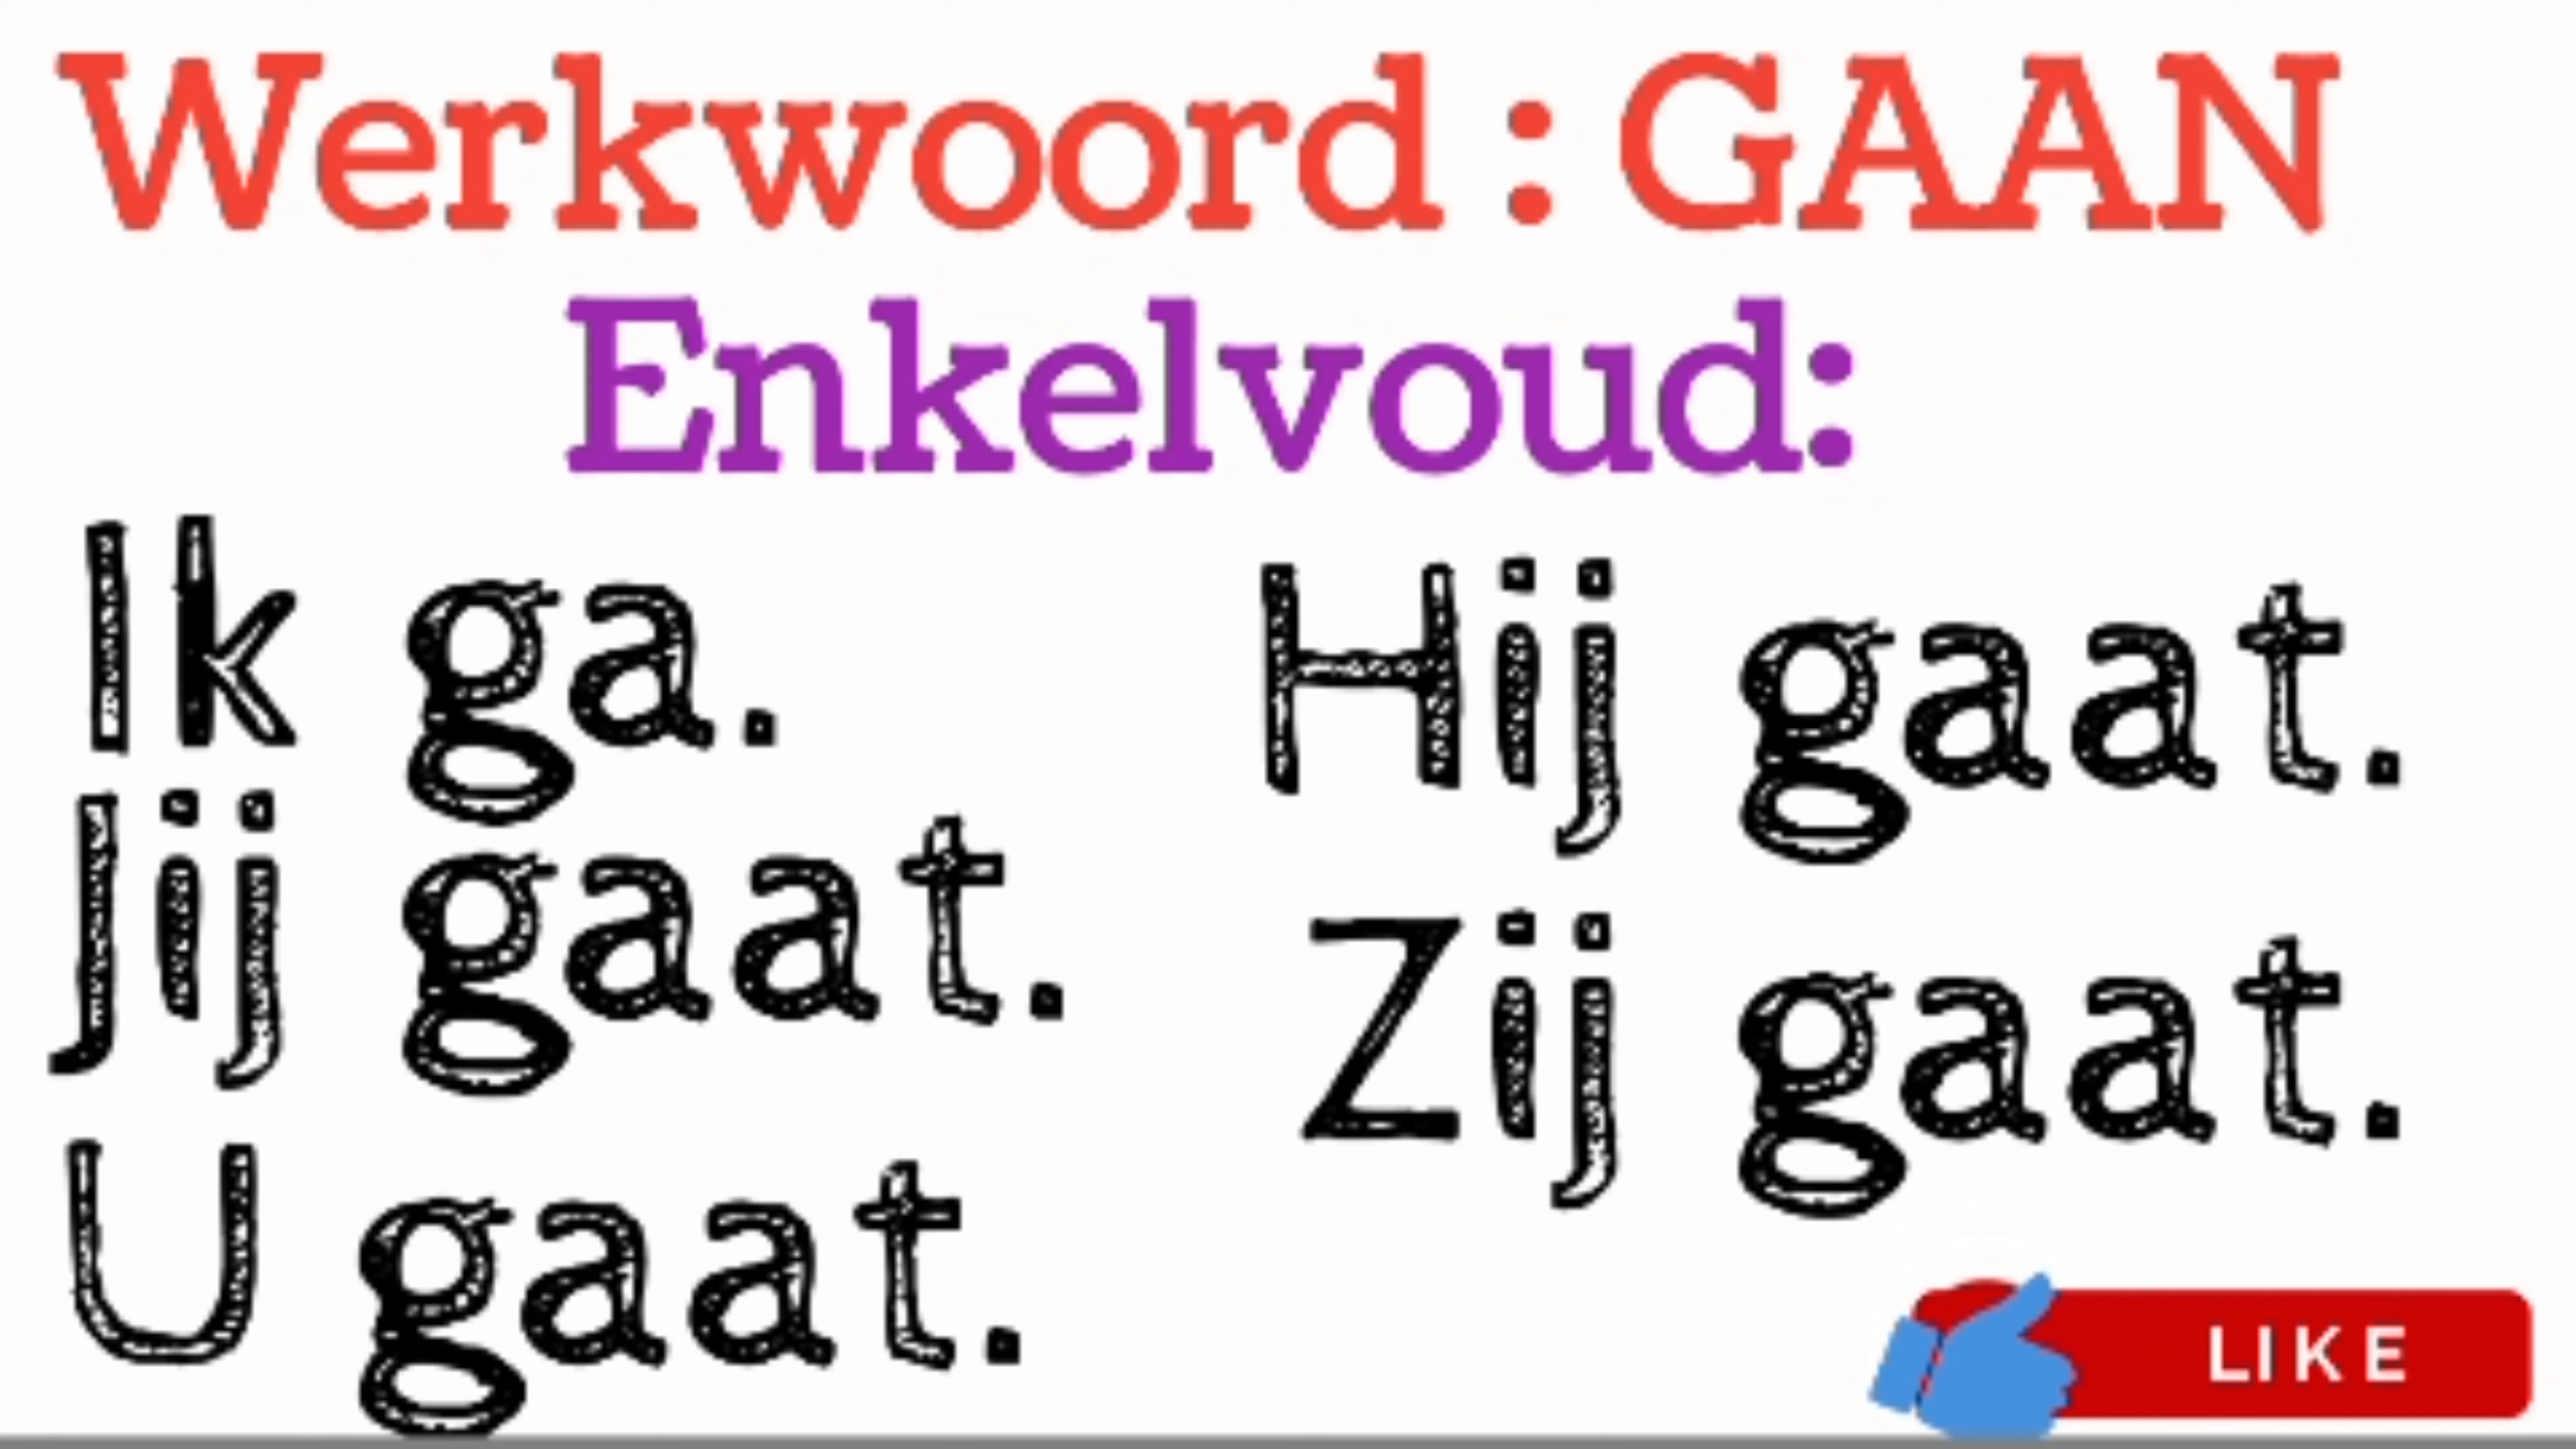 Werkwoord : GAAN
Enkelvoud:
Ik ga.
Jij gaat.
U gaat.
Hij gaat.
Zij gaat.
LIKE